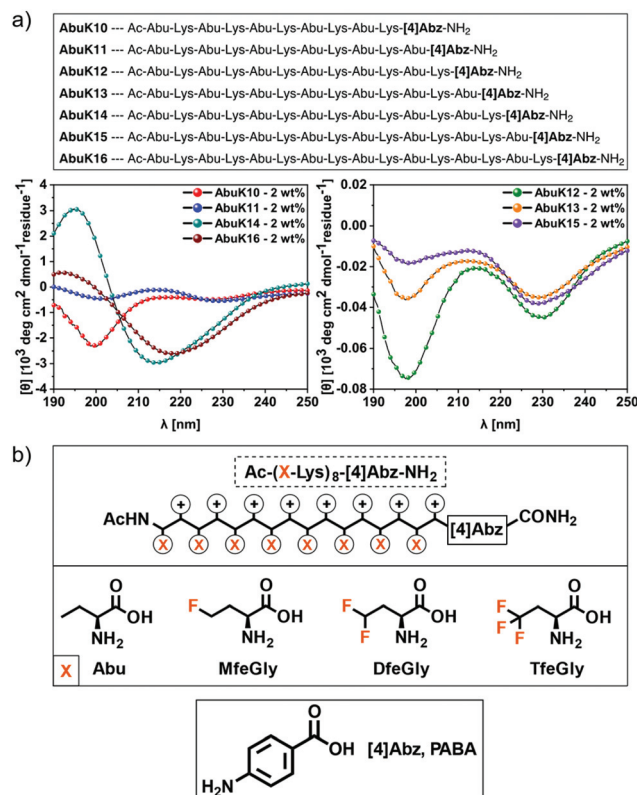 a)
AbuK10 --- Ac-Abu-Lys-Abu-Lys-Abu-Lys-Abu-Lys-Abu-Lys-[4]Abz-NH₂
AbuK11 --- Ac-Abu-Lys-Abu-Lys-Abu-Lys-Abu-Lys-Abu-Lys-Abu-[4]Abz-NH₂
AbuK12 --- Ac-Abu-Lys-Abu-Lys-Abu-Lys-Abu-Lys-Abu-Lys-Abu-Lys-[4]Abz-NH₂
AbuK13 --- Ac-Abu-Lys-Abu-Lys-Abu-Lys-Abu-Lys-Abu-Lys-Abu-Lys-Abu-[4]Abz-NH₂
AbuK14 --- Ac-Abu-Lys-Abu-Lys-Abu-Lys-Abu-Lys-Abu-Lys-Abu-Lys-Abu-Lys-[4]Abz-NH₂
AbuK15 --- Ac-Abu-Lys-Abu-Lys-Abu-Lys-Abu-Lys-Abu-Lys-Abu-Lys-Abu-Lys-Abu-[4]Abz-NH₂
AbuK16 --- Ac-Abu-Lys-Abu-Lys-Abu-Lys-Abu-Lys-Abu-Lys-Abu-Lys-Abu-Lys-Abu-Lys-[4]Abz-NH₂
[θ] [10³ deg cm² dmol⁻¹ residue⁻¹]
4
3
2
1
0
-1
-2
-3
-4
AbuK10 - 2 wt%
AbuK11 - 2 wt%
AbuK14 - 2 wt%
AbuK16 - 2 wt%
190 200 210 220 230 240 250
λ [nm]
[θ] [10³ deg cm² dmol⁻¹ residue⁻¹]
0.02
0.00
-0.02
-0.04
-0.06
-0.08
AbuK12 - 2 wt%
AbuK13 - 2 wt%
AbuK15 - 2 wt%
190 200 210 220 230 240 250
λ [nm]
b)
Ac-(X-Lys)₈-[4]Abz-NH₂
+ + + + + + + +
AcHN [4]Abz CONH₂
X X X X X X X X
O OH NH₂
F O OH NH₂
F F O OH NH₂
F F F O OH NH₂
X Abu MfeGly DfeGly TfeGly
O
OH [4]Abz, PABA
H₂N